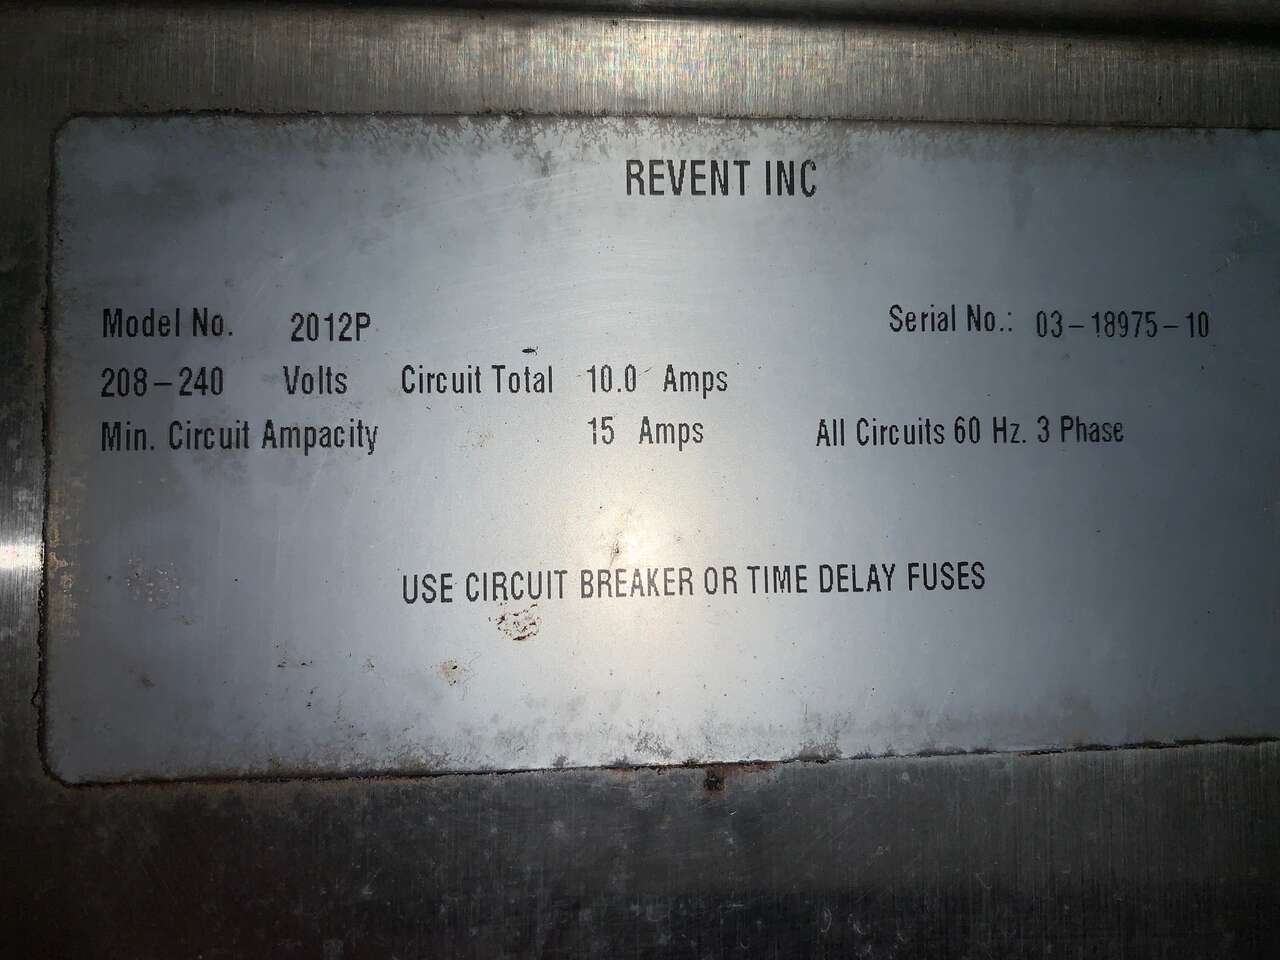 REVENT INC
Model No. 2012P Serial No.: 03-18975-10
208-240 Volts Circuit Total 10.0 Amps
Min. Circuit Ampacity 15 Amps All Circuits 60 Hz. 3 Phase
USE CIRCUIT BREAKER OR TIME DELAY FUSES